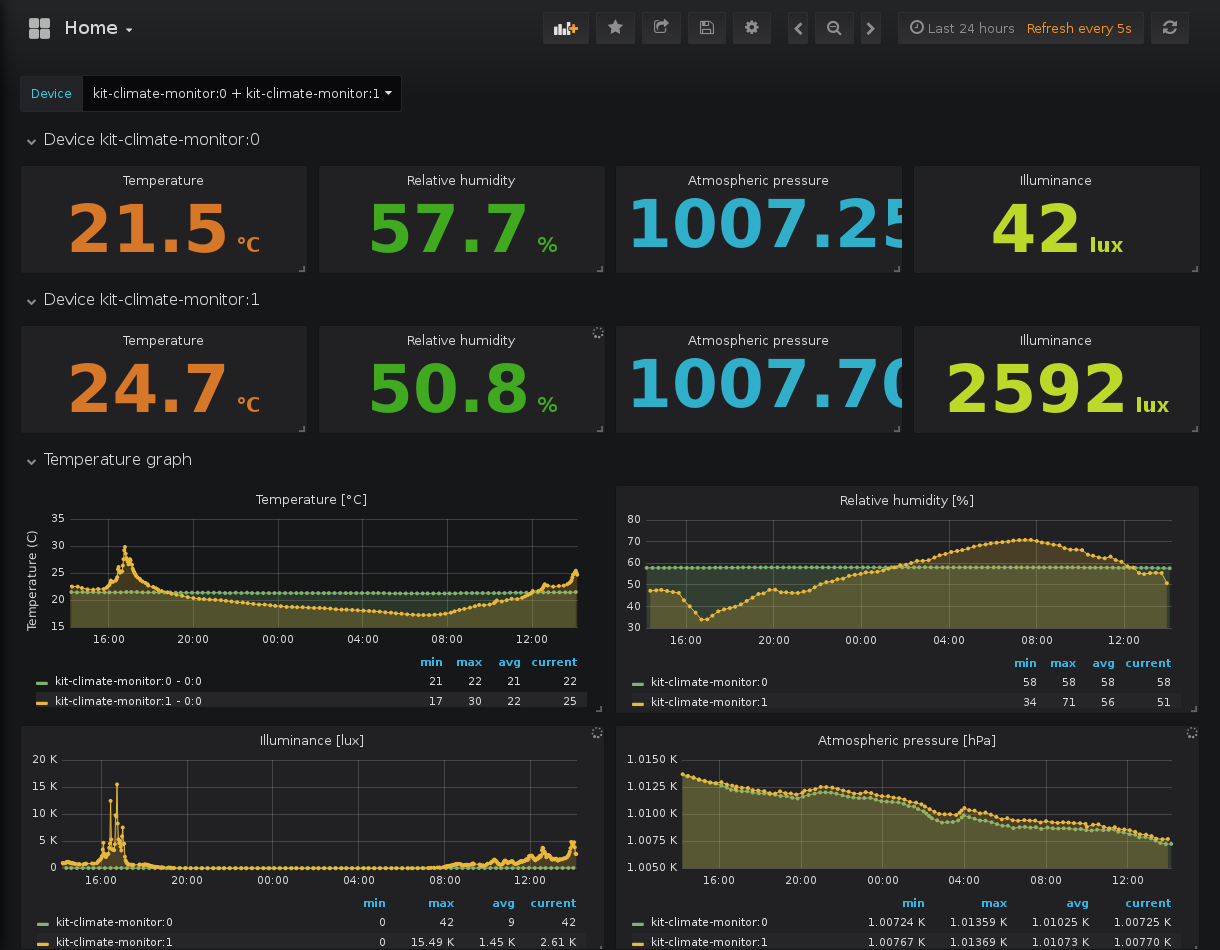 Home
Last 24 hours Refresh every 5s
Device kit-climate-monitor:0 + kit-climate-monitor:1
Device kit-climate-monitor:0
Temperature Relative humidity Atmospheric pressure Illuminance
21.5 °C 57.7 % 1007.25 42 lux
Device kit-climate-monitor:1
Temperature Relative humidity Atmospheric pressure Illuminance
24.7 °C 50.8 % 1007.70 2592 lux
Temperature graph
Temperature [°C]
Temperature (C)
35
30
25
20
15
16:00 20:00 00:00 04:00 08:00 12:00
min max avg current
kit-climate-monitor:0 - 0:0 21 22 21 22
kit-climate-monitor:1 - 0:0 17 30 22 25
Relative humidity [%]
80
70
60
50
40
30
16:00 20:00 00:00 04:00 08:00 12:00
min max avg current
kit-climate-monitor:0 58 58 58 58
kit-climate-monitor:1 34 71 56 51
Illuminance [lux]
20 K
15 K
10 K
5 K
0
16:00 20:00 00:00 04:00 08:00 12:00
min max avg current
kit-climate-monitor:0 0 42 9 42
kit-climate-monitor:1 0 15.49 K 1.45 K 2.61 K
Atmospheric pressure [hPa]
1.0150 K
1.0125 K
1.0100 K
1.0075 K
1.0050 K
16:00 20:00 00:00 04:00 08:00 12:00
min max avg current
kit-climate-monitor:0 1.00724 K 1.01359 K 1.01025 K 1.00725 K
kit-climate-monitor:1 1.00767 K 1.01369 K 1.01073 K 1.00770 K